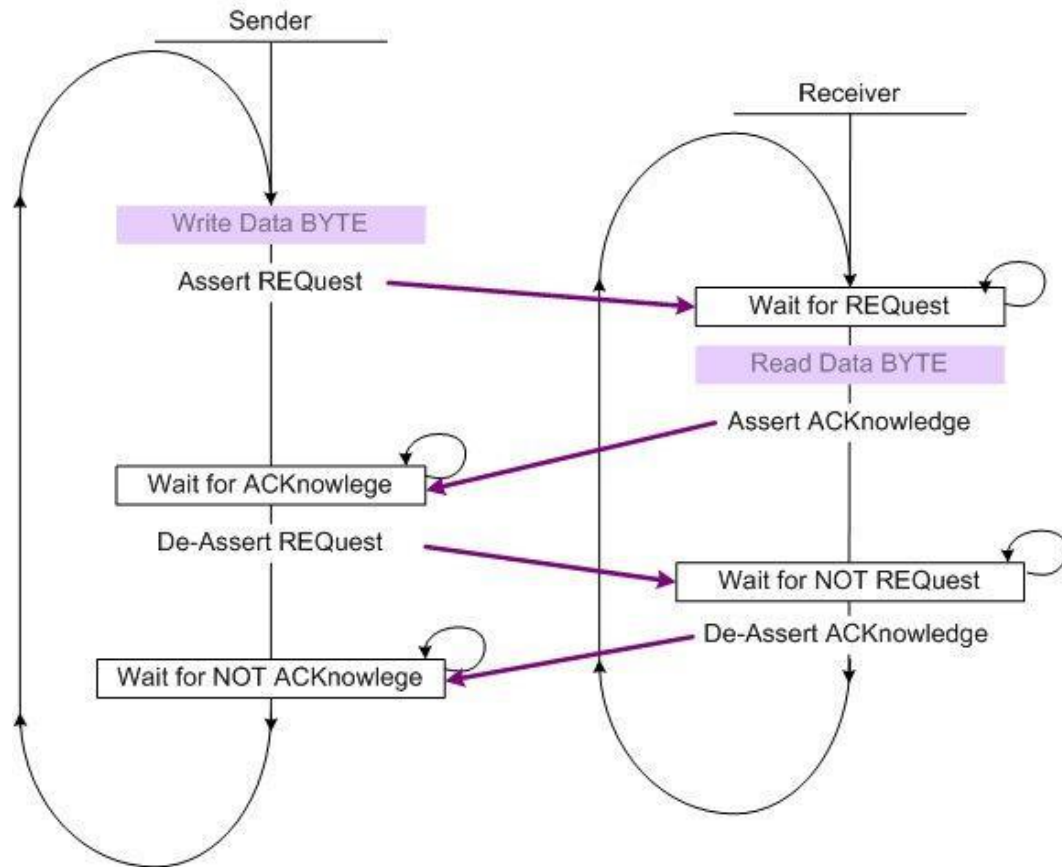 Sender
Receiver
Write Data BYTE
Assert REQuest
Wait for REQuest
Read Data BYTE
Assert ACKnowledge
Wait for ACKnowlege
De-Assert REQuest
Wait for NOT REQuest
De-Assert ACKnowledge
Wait for NOT ACKnowlege